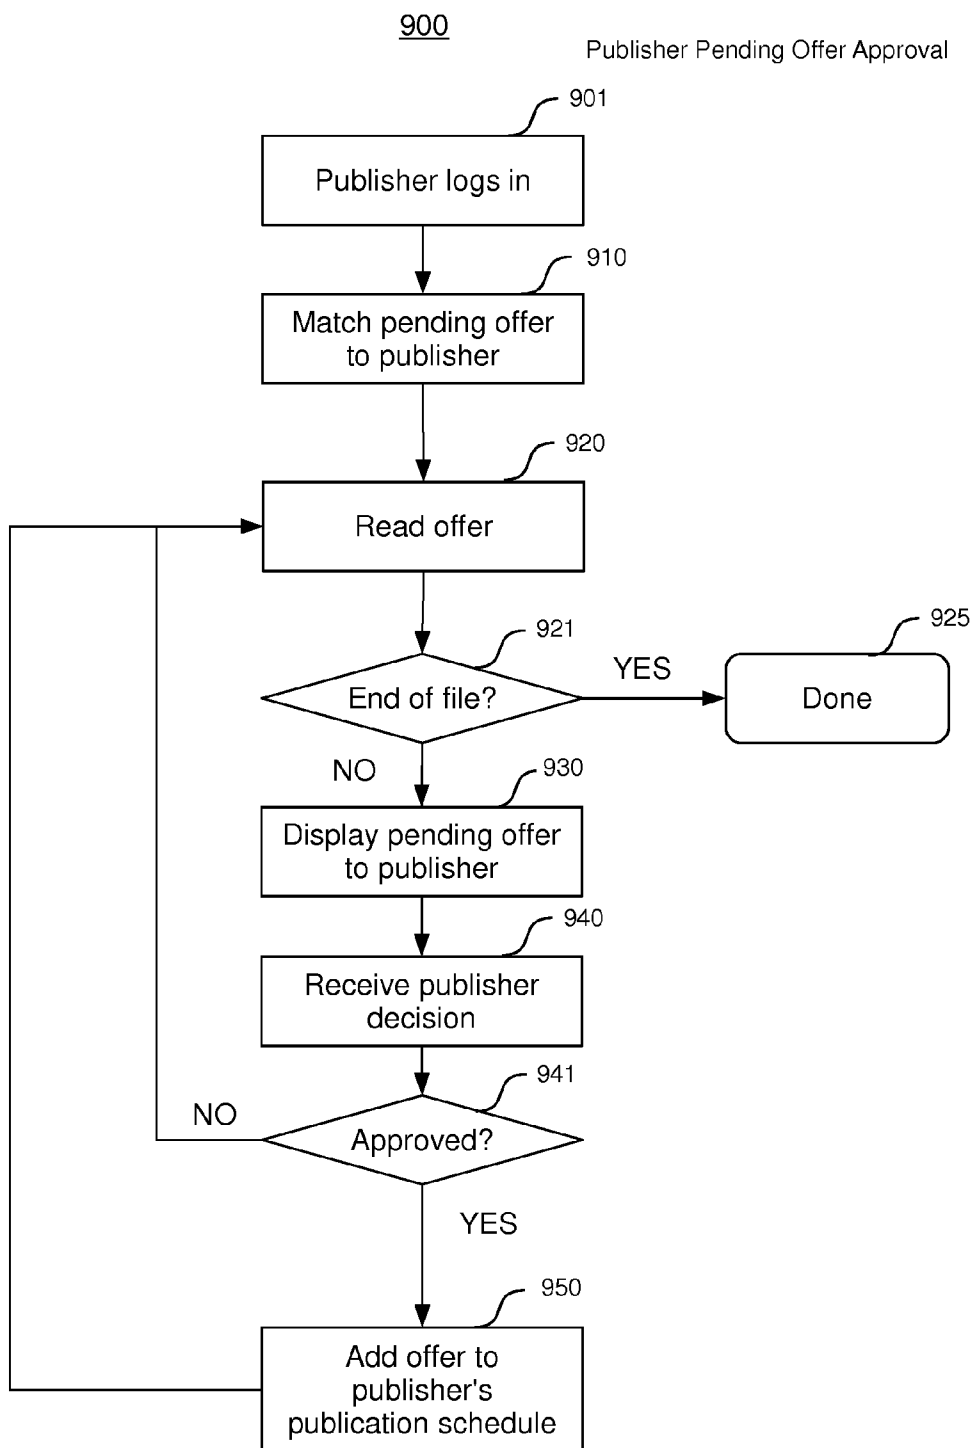 900
Publisher Pending Offer Approval
901
Publisher logs in
910
Match pending offer
to publisher
920
Read offer
921
End of file?
YES
925
Done
NO
930
Display pending offer
to publisher
940
Receive publisher
decision
941
NO
Approved?
YES
950
Add offer to
publisher's
publication schedule